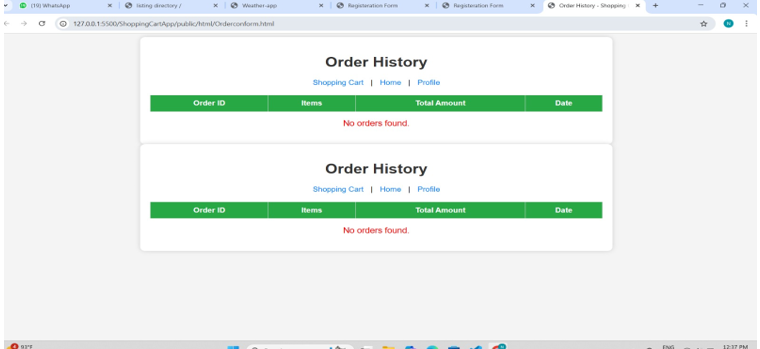 (19) WhatsApp
listing directory /
Weather-app
Registeration Form
Registeration Form
Order History - Shopping
127.0.0.1:5500/ShoppingCartApp/public/html/Orderconform.html
N
Order History
Shopping Cart | Home | Profile
Order ID Items Total Amount Date
No orders found.
Order History
Shopping Cart | Home | Profile
Order ID Items Total Amount Date
No orders found.
93°F
ENG
12:37 PM